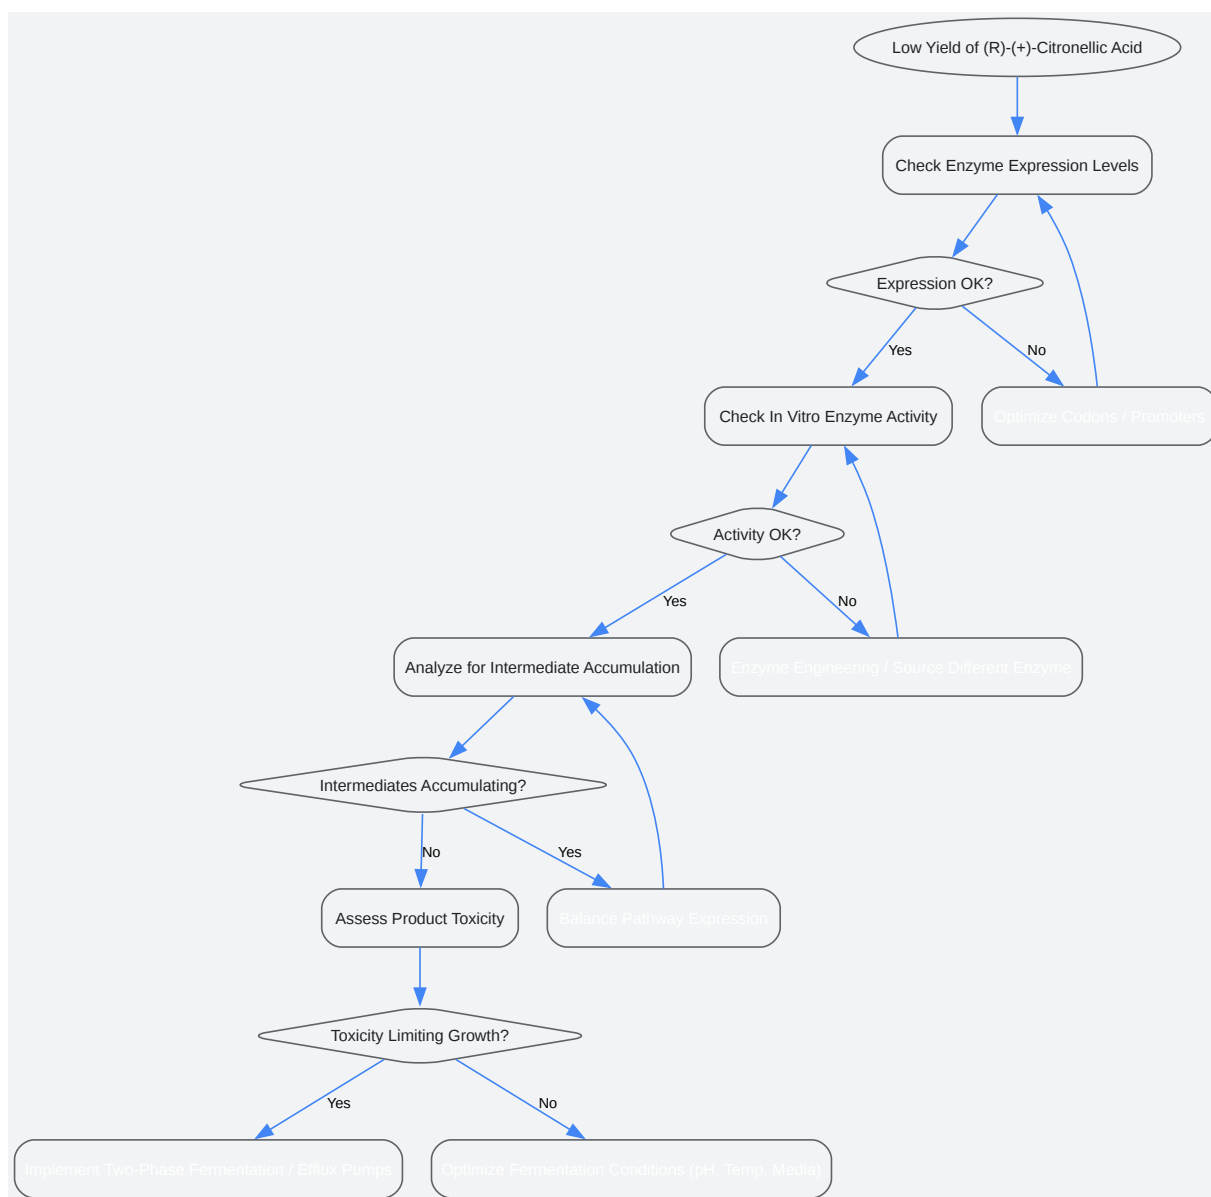 Low Yield of (R)-(+)-Citronellic Acid
Check Enzyme Expression Levels
Expression OK?
Yes
No
Check In Vitro Enzyme Activity
Optimize Codons / Promoters
Activity OK?
Yes
No
Analyze for Intermediate Accumulation
Enzyme Engineering / Source Different Enzyme
Intermediates Accumulating?
No
Yes
Assess Product Toxicity
Balance Pathway Expression
Toxicity Limiting Growth?
Yes
No
Implement Two-Phase Fermentation / Efflux Pumps
Optimize Fermentation Conditions (pH, Temp, Media)